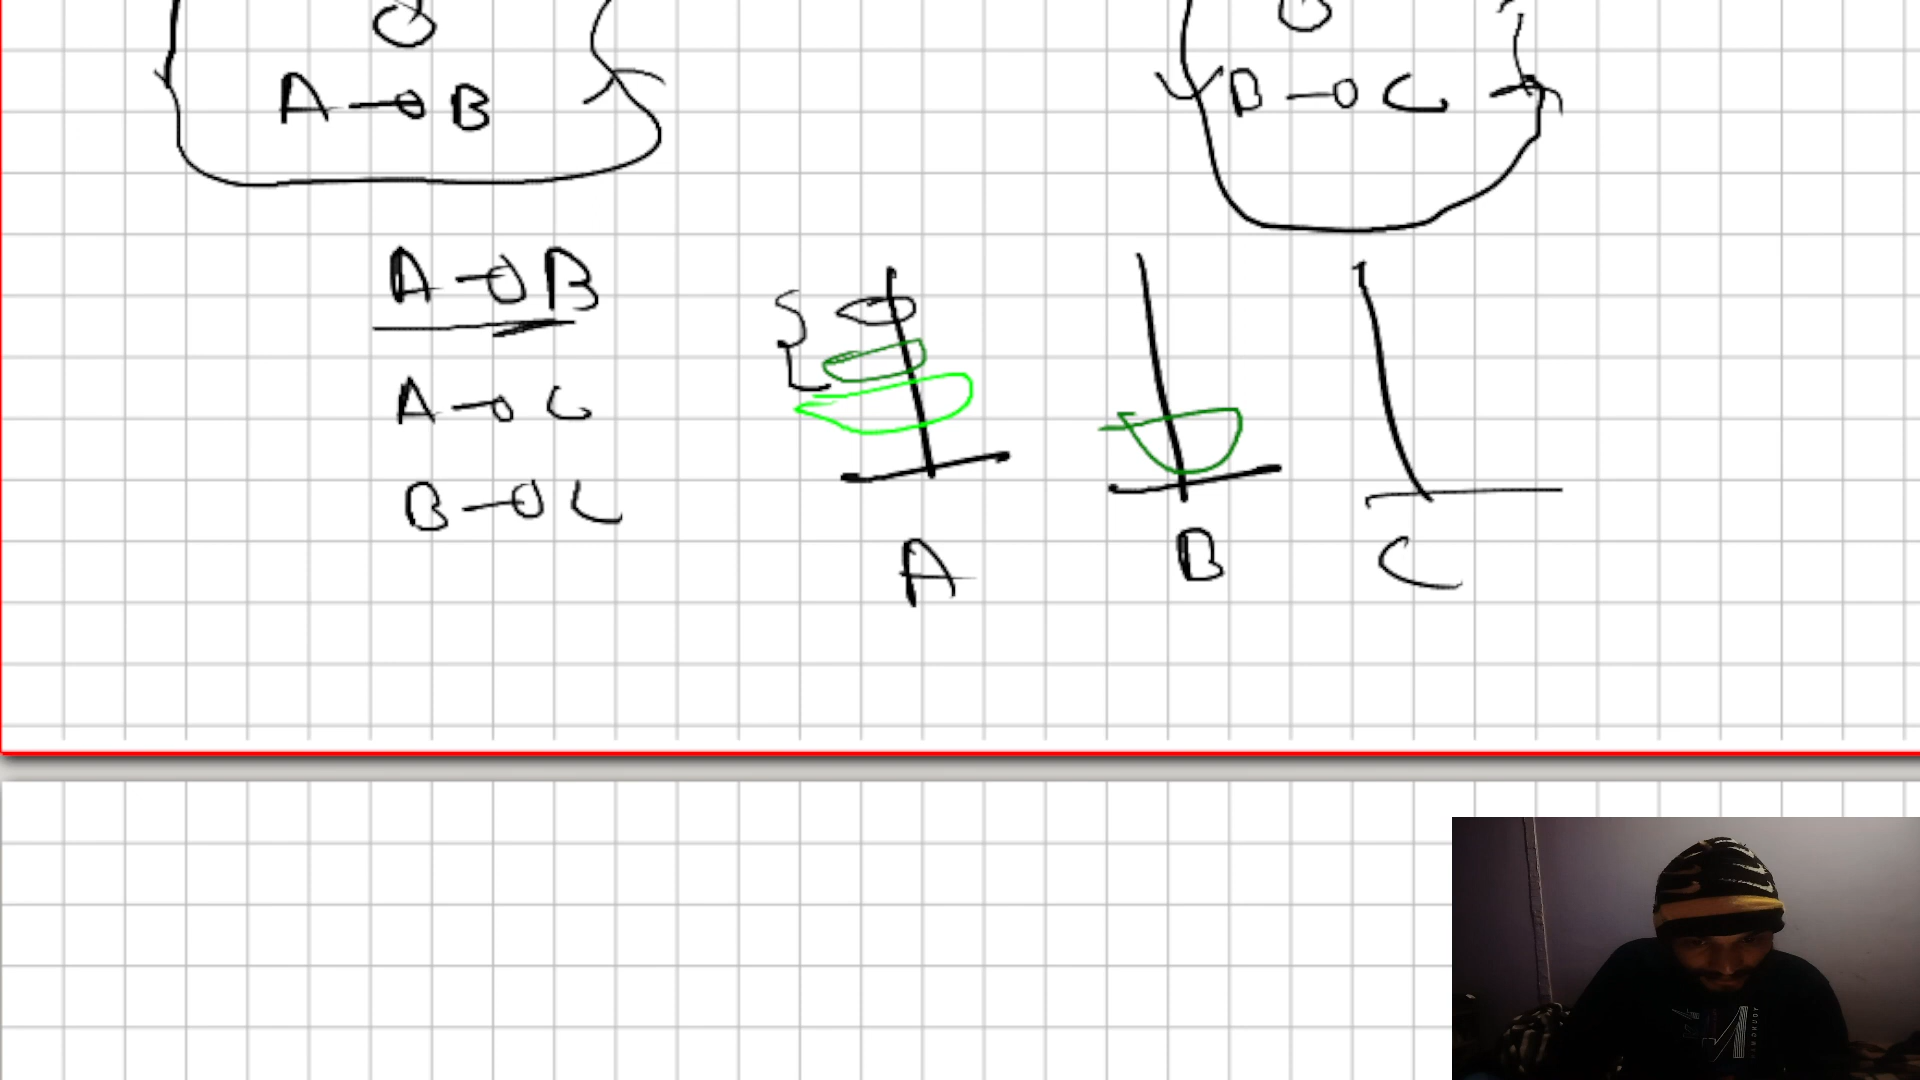 A → B
B → C
A → B
A → C
B → C
S
L
A B C